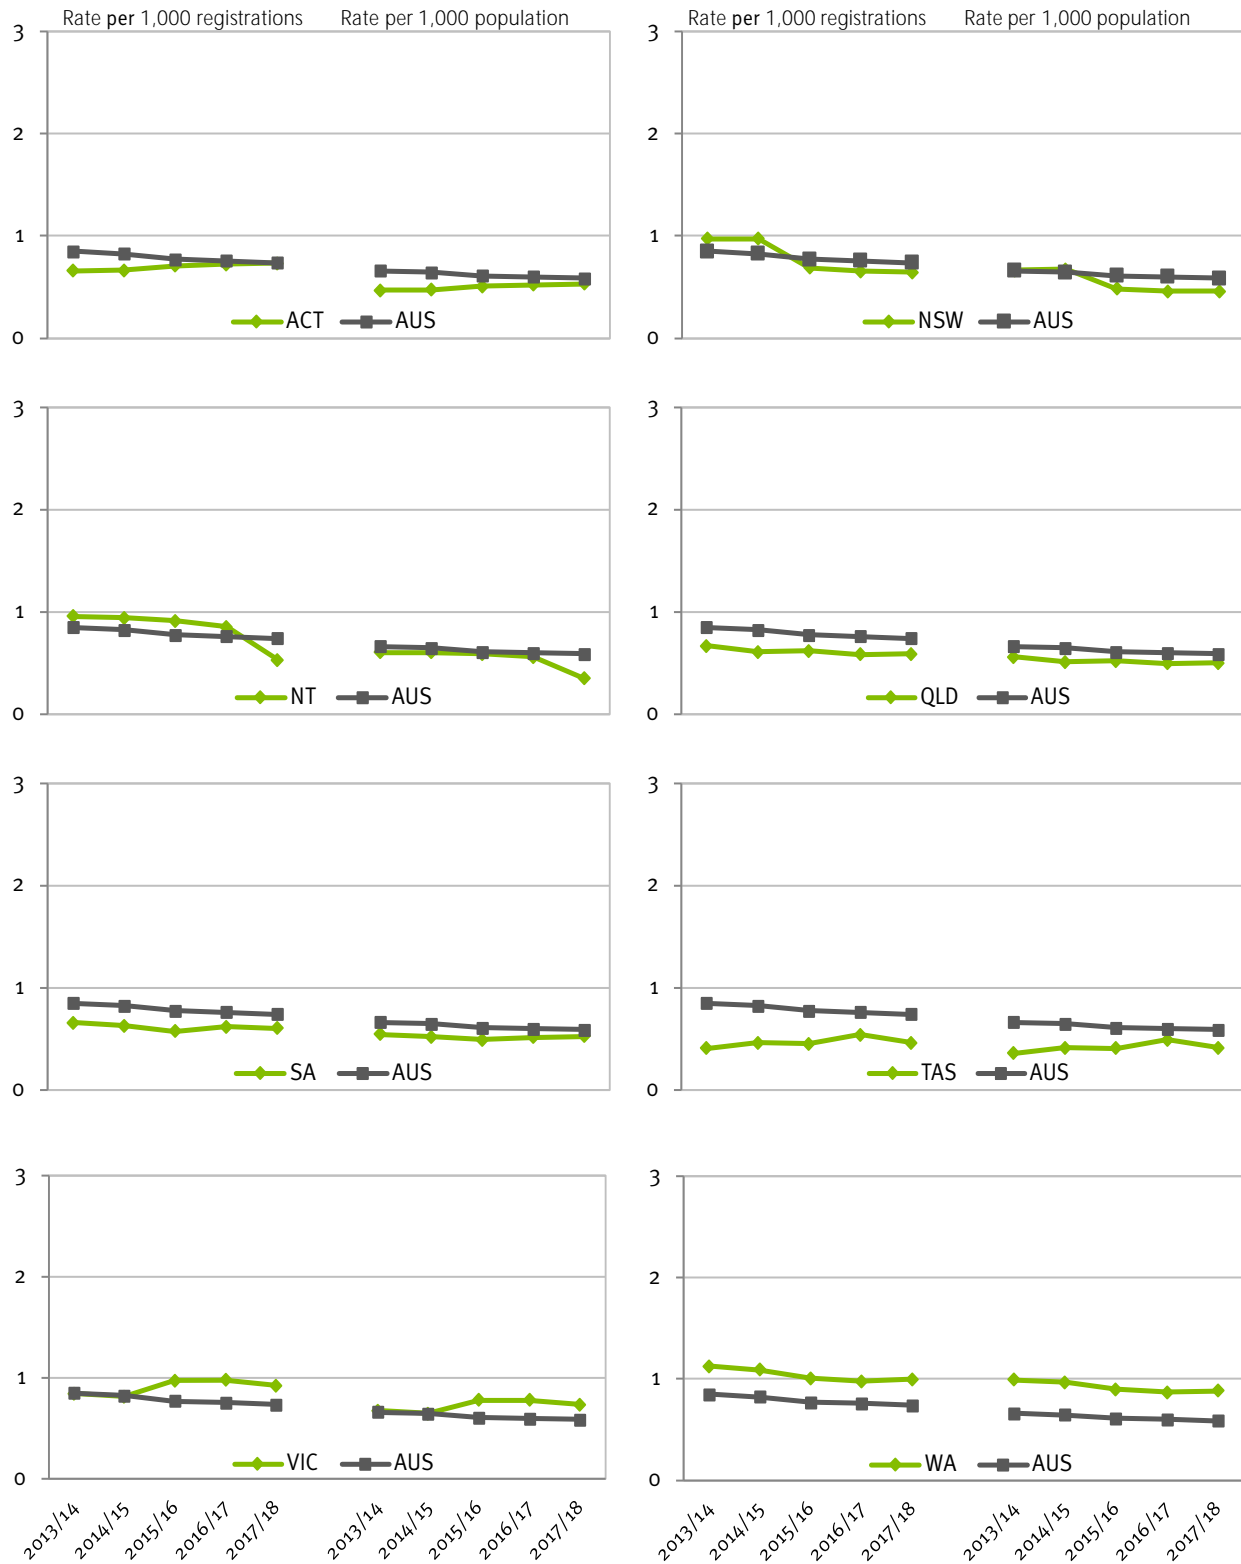 Rate per 1,000 registrations Rate per 1,000 population
3
2
1
0
ACT AUS
Rate per 1,000 registrations Rate per 1,000 population
3
2
1
0
NSW AUS
3
2
1
0
NT AUS
3
2
1
0
QLD AUS
3
2
1
0
SA AUS
3
2
1
0
TAS AUS
3
2
1
0
VIC AUS
2013/14 2014/15 2015/16 2016/17 2017/18 2013/14 2014/15 2015/16 2016/17 2017/18
3
2
1
0
WA AUS
2013/14 2014/15 2015/16 2016/17 2017/18 2013/14 2014/15 2015/16 2016/17 2017/18